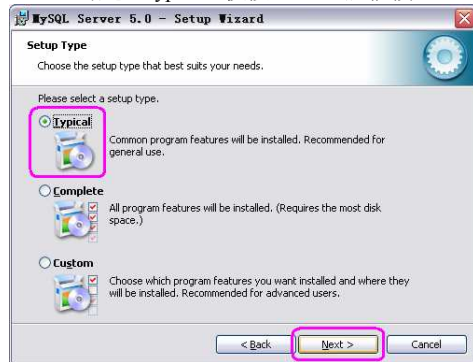 MySQL Server 5.0 - Setup Wizard
Setup Type
Choose the setup type that best suits your needs.
Please select a setup type.
Typical
Common program features will be installed. Recommended for
general use.
Complete
All program features will be installed. (Requires the most disk
space.)
Custom
Choose which program features you want installed and where they
will be installed. Recommended for advanced users.
< Back
Next >
Cancel